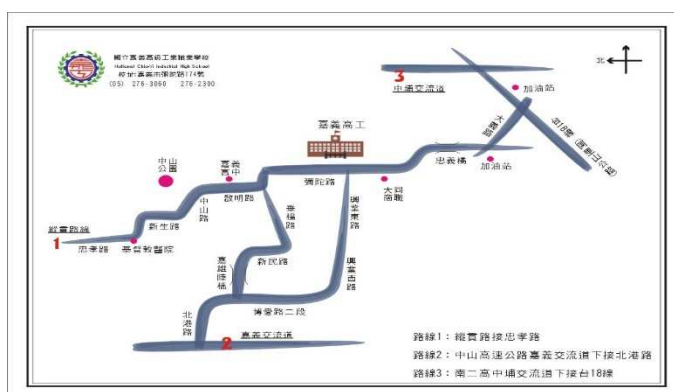 國立嘉義高級工業職業學校
National Chiayi Industrial High School
校址:嘉義市彌陀路174號
(05) 276-3060 276-2300
北
3
中埔交流道
加油站
大義路
台18線(阿里山公路)
嘉義高工
忠義橋
加油站
中山
公園
嘉義
高中
彌陀路
大同
商職
啟明路
中山路
垂楊路
興業東路
新生路
縱貫路線
1
忠孝路
基督教醫院
嘉雄陸橋
新民路
興業西路
博愛路二段
北港路
嘉義交流道
2
路線1:縱貫路接忠孝路
路線2:中山高速公路嘉義交流道下接北港路
路線3:南二高中埔交流道下接台18線